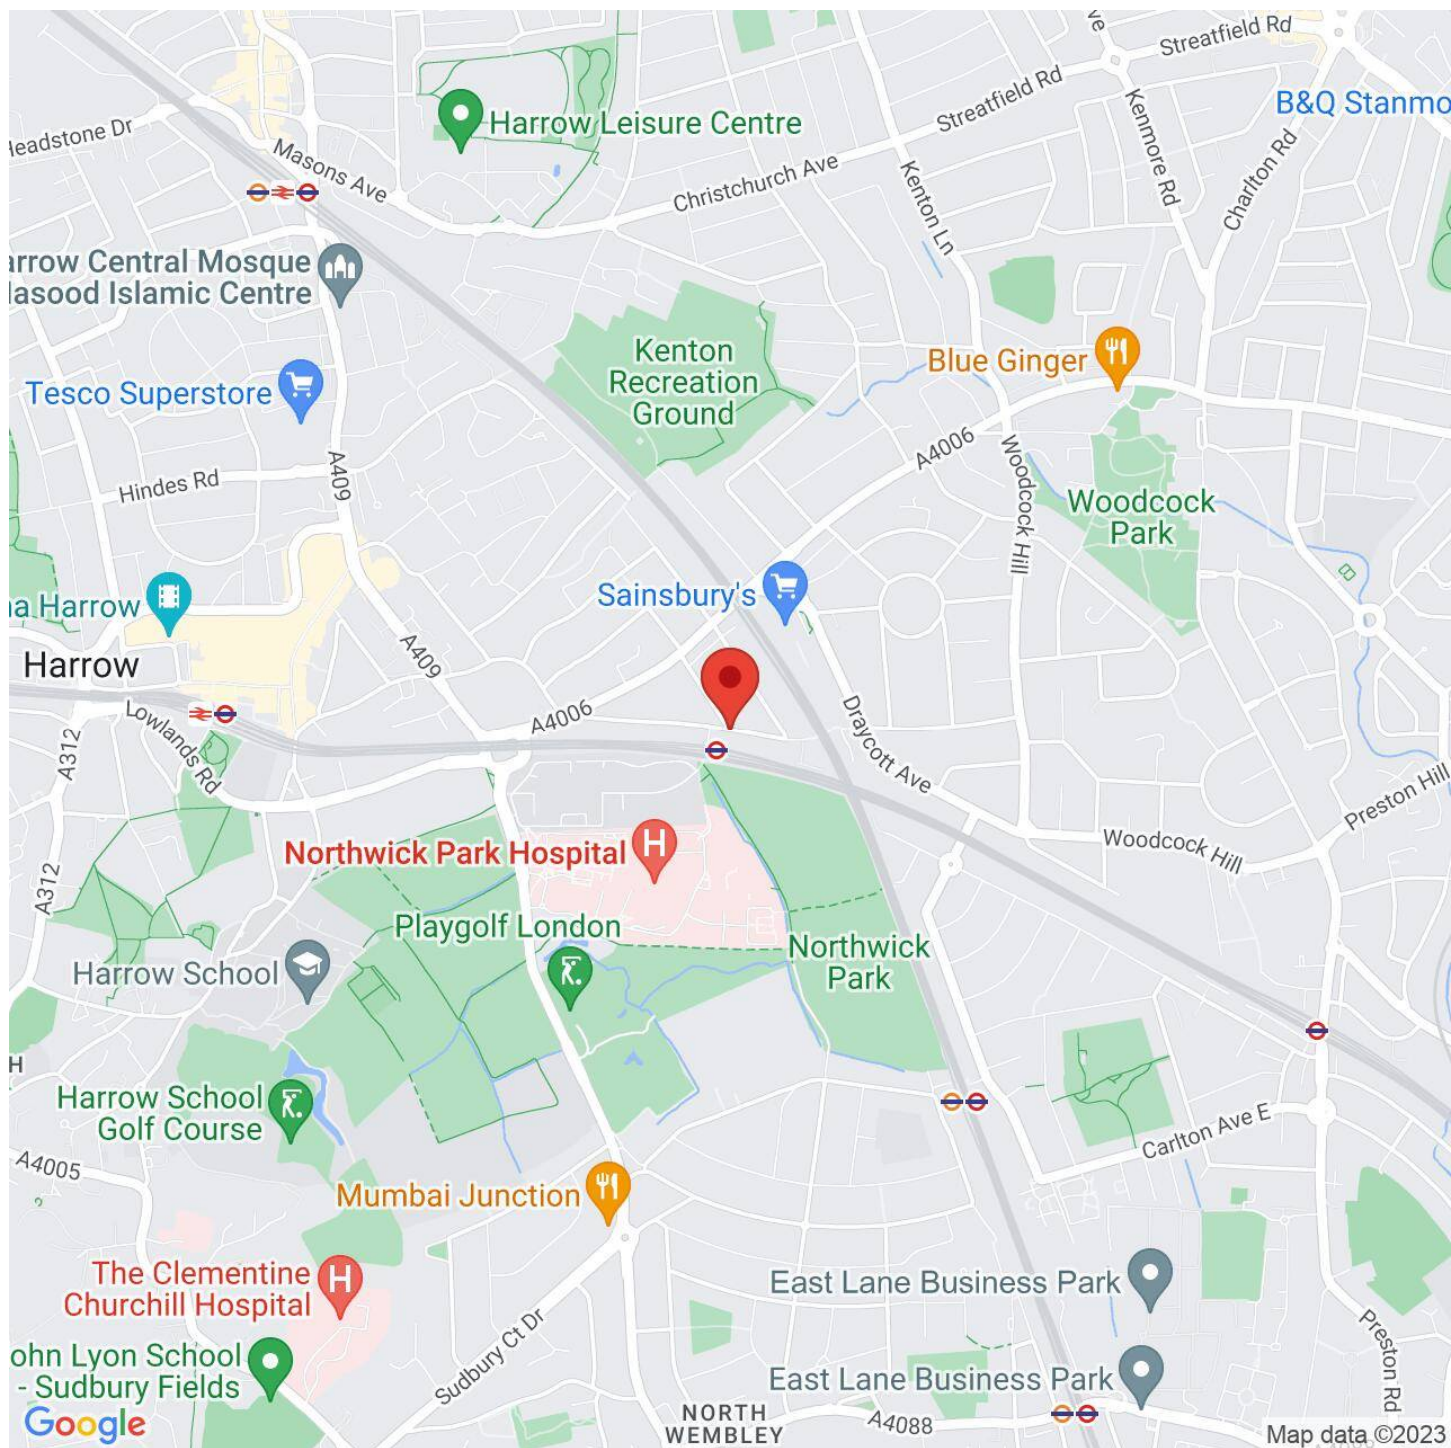 Streatfield Rd
Ve
B&Q Stanmo
Headstone Dr
Harrow Leisure Centre
Streatfield Rd
Kenmore Rd
Charlton Rd
Masons Ave
Christchurch Ave
Kenton Ln
arrow Central Mosque
lasood Islamic Centre
Kenton
Recreation
Ground
Blue Ginger
Tesco Superstore
A4006
A409
Hindes Rd
Woodcock Hill
Woodcock
Park
Sainsbury's
na Harrow
Harrow
A409
A4006
Lowlands Rd
A312
Draycott Ave
Preston Hill
Northwick Park Hospital
Woodcock Hill
A312
Playgolf London
Northwick
Park
Harrow School
H
Harrow School
Golf Course
Carlton Ave E
A4005
Mumbai Junction
The Clementine
Churchill Hospital
East Lane Business Park
Preston Rd
Sudbury Ct Dr
ohn Lyon School
- Sudbury Fields
East Lane Business Park
NORTH
WEMBLEY
A4088
Google
Map data ©2023
H
H